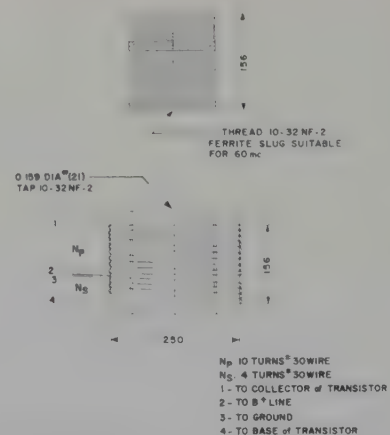 156
THREAD 10-32 NF-2
FERRITE SLUG SUITABLE
FOR 60 mc
0.159 DIA #(21)
TAP 10-32 NF-2
1
NP
2
3
NS
4
156
250
NP 10 TURNS # 30 WIRE
NS. 4 TURNS # 30 WIRE
1 - TO COLLECTOR of TRANSISTOR
2 - TO B+ LINE
3 - TO GROUND
4 - TO BASE of TRANSISTOR